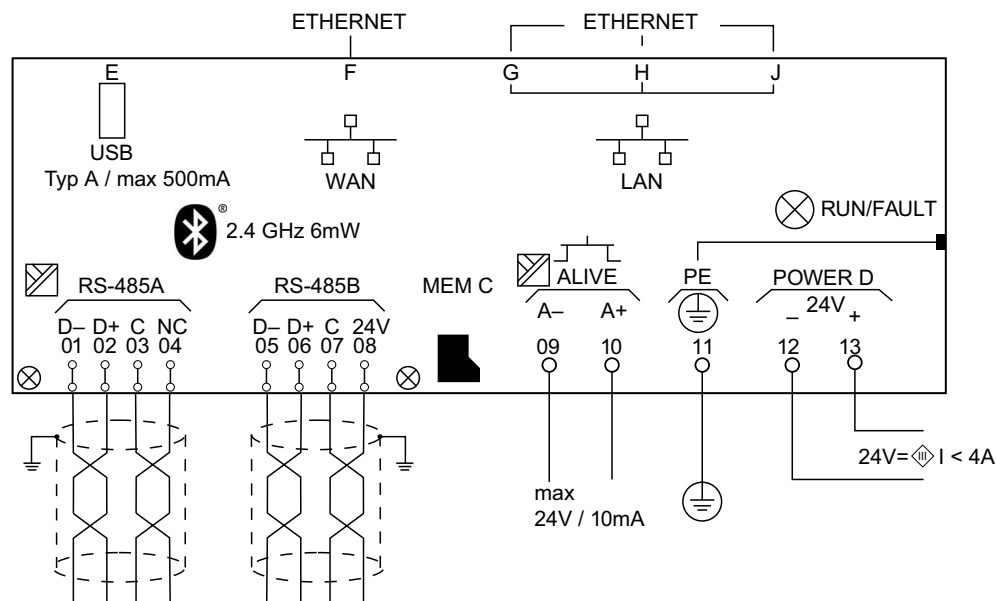 ETHERNET ETHERNET
E F G H J
USB
Typ A / max 500mA WAN LAN
® 2.4 GHz 6mW RUN/FAULT
RS-485A RS-485B MEM C ALIVE PE POWER D
24V
D– D+ C NC D– D+ C 24V A– A+ – +
01 02 03 04 05 06 07 08 09 10 11 12 13
24V= III I < 4A
max
24V / 10mA